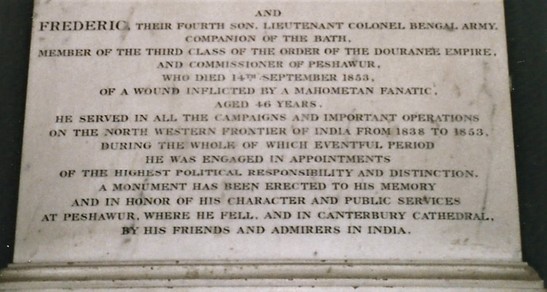 AND
FREDERIC, THEIR FOURTH SON, LIEUTENANT COLONEL BENGAL ARMY,
COMPANION OF THE BATH,
MEMBER OF THE THIRD CLASS OF THE ORDER OF THE DOURANEE EMPIRE,
AND COMMISSIONER OF PESHAWUR,
WHO DIED 14TH SEPTEMBER 1853,
OF A WOUND INFLICTED BY A MAHOMETAN FANATIC,
AGED 46 YEARS.
HE SERVED IN ALL THE CAMPAIGNS AND IMPORTANT OPERATIONS
ON THE NORTH WESTERN FRONTIER OF INDIA FROM 1838 TO 1853,
DURING THE WHOLE OF WHICH EVENTFUL PERIOD
HE WAS ENGAGED IN APPOINTMENTS
OF THE HIGHEST POLITICAL RESPONSIBILITY AND DISTINCTION.
A MONUMENT HAS BEEN ERECTED TO HIS MEMORY
AND IN HONOR OF HIS CHARACTER AND PUBLIC SERVICES
AT PESHAWUR, WHERE HE FELL, AND IN CANTERBURY CATHEDRAL,
BY HIS FRIENDS AND ADMIRERS IN INDIA.